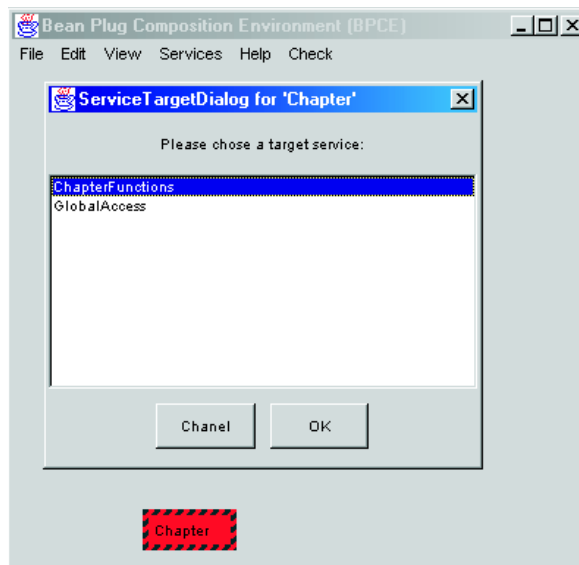 Bean Plug Composition Environment (BPCE)
File Edit View Services Help Check
ServiceTargetDialog for 'Chapter'
Please chose a target service:
ChapterFunctions
GlobalAccess
Chanel OK
Chapter